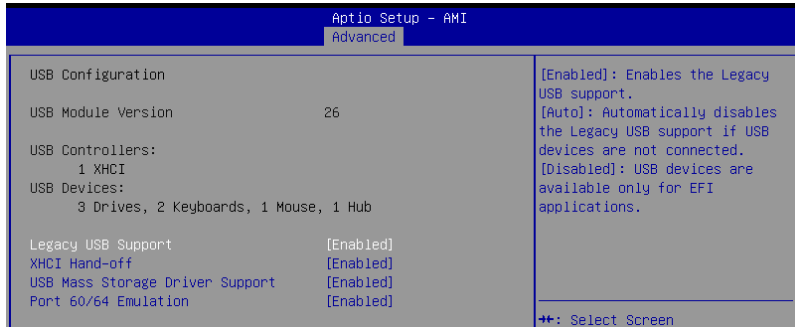 Aptio Setup - AMI
Advanced
USB Configuration
USB Module Version 26
USB Controllers:
1 XHCI
USB Devices:
3 Drives, 2 Keyboards, 1 Mouse, 1 Hub
Legacy USB Support [Enabled]
XHCI Hand-off [Enabled]
USB Mass Storage Driver Support [Enabled]
Port 60/64 Emulation [Enabled]
[Enabled]: Enables the Legacy
USB support.
[Auto]: Automatically disables
the Legacy USB support if USB
devices are not connected.
[Disabled]: USB devices are
available only for EFI
applications.
→←: Select Screen